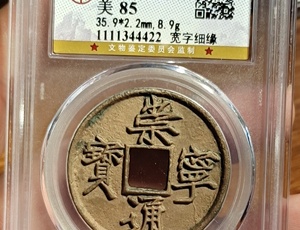 美 85
35.9*2.2mm,8.9g
1111344422 宽字细缘
文物鉴定委员会监制
崇
寧
通
寳